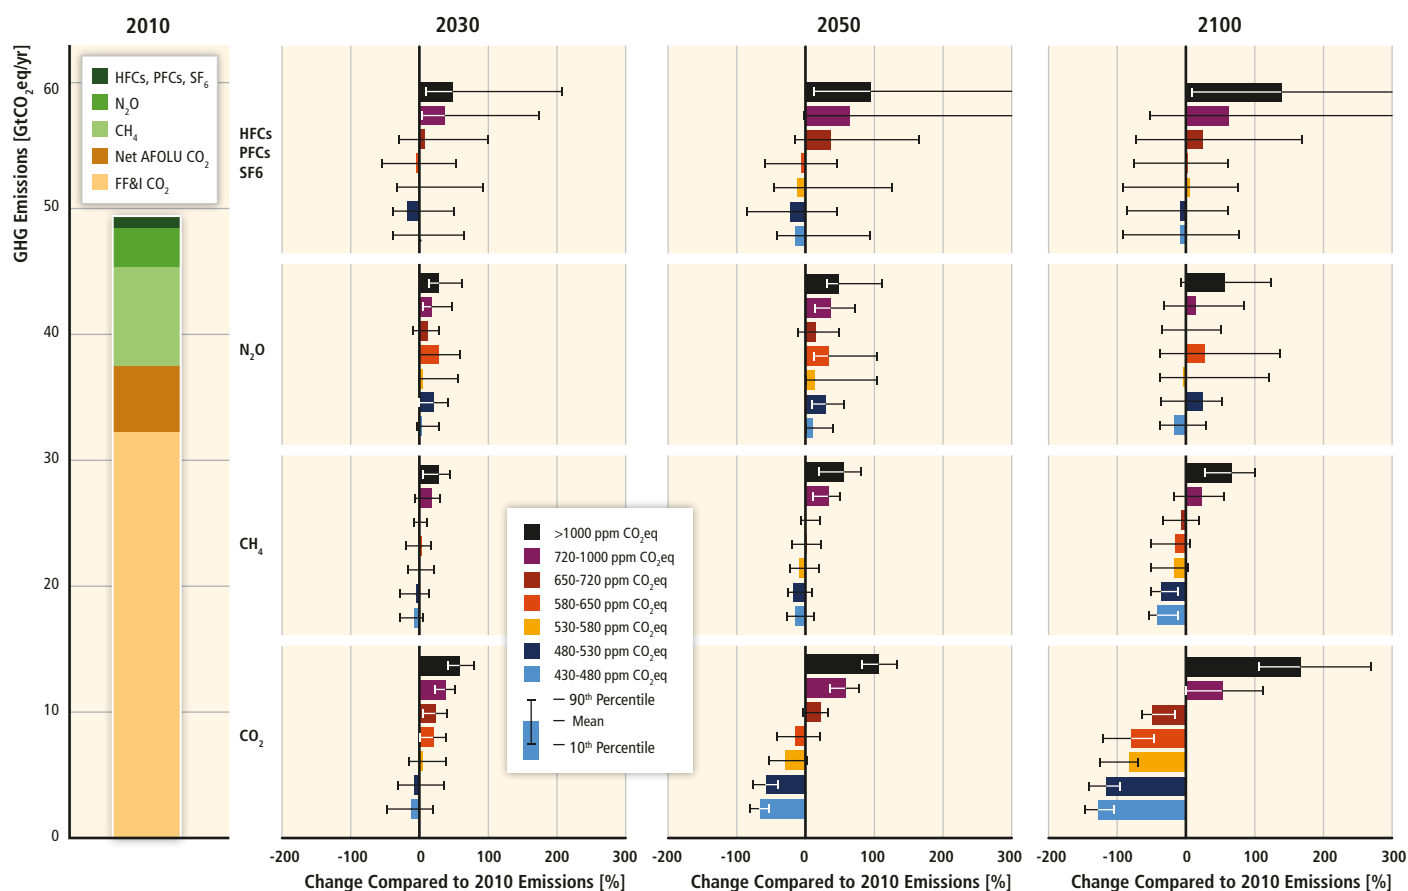 2010
2030
2050
2100
GHG Emissions [GtCO₂eq/yr]
60
50
40
30
20
10
0
HFCs, PFCs, SF₆
N₂O
CH₄
Net AFOLU CO₂
FF&I CO₂
HFCs
PFCs
SF6
N₂O
CH₄
CO₂
>1000 ppm CO₂eq
720-1000 ppm CO₂eq
650-720 ppm CO₂eq
580-650 ppm CO₂eq
530-580 ppm CO₂eq
480-530 ppm CO₂eq
430-480 ppm CO₂eq
90th Percentile
Mean
10th Percentile
-200 -100 0 100 200 300
-200 -100 0 100 200 300
-200 -100 0 100 200 300
Change Compared to 2010 Emissions [%]
Change Compared to 2010 Emissions [%]
Change Compared to 2010 Emissions [%]